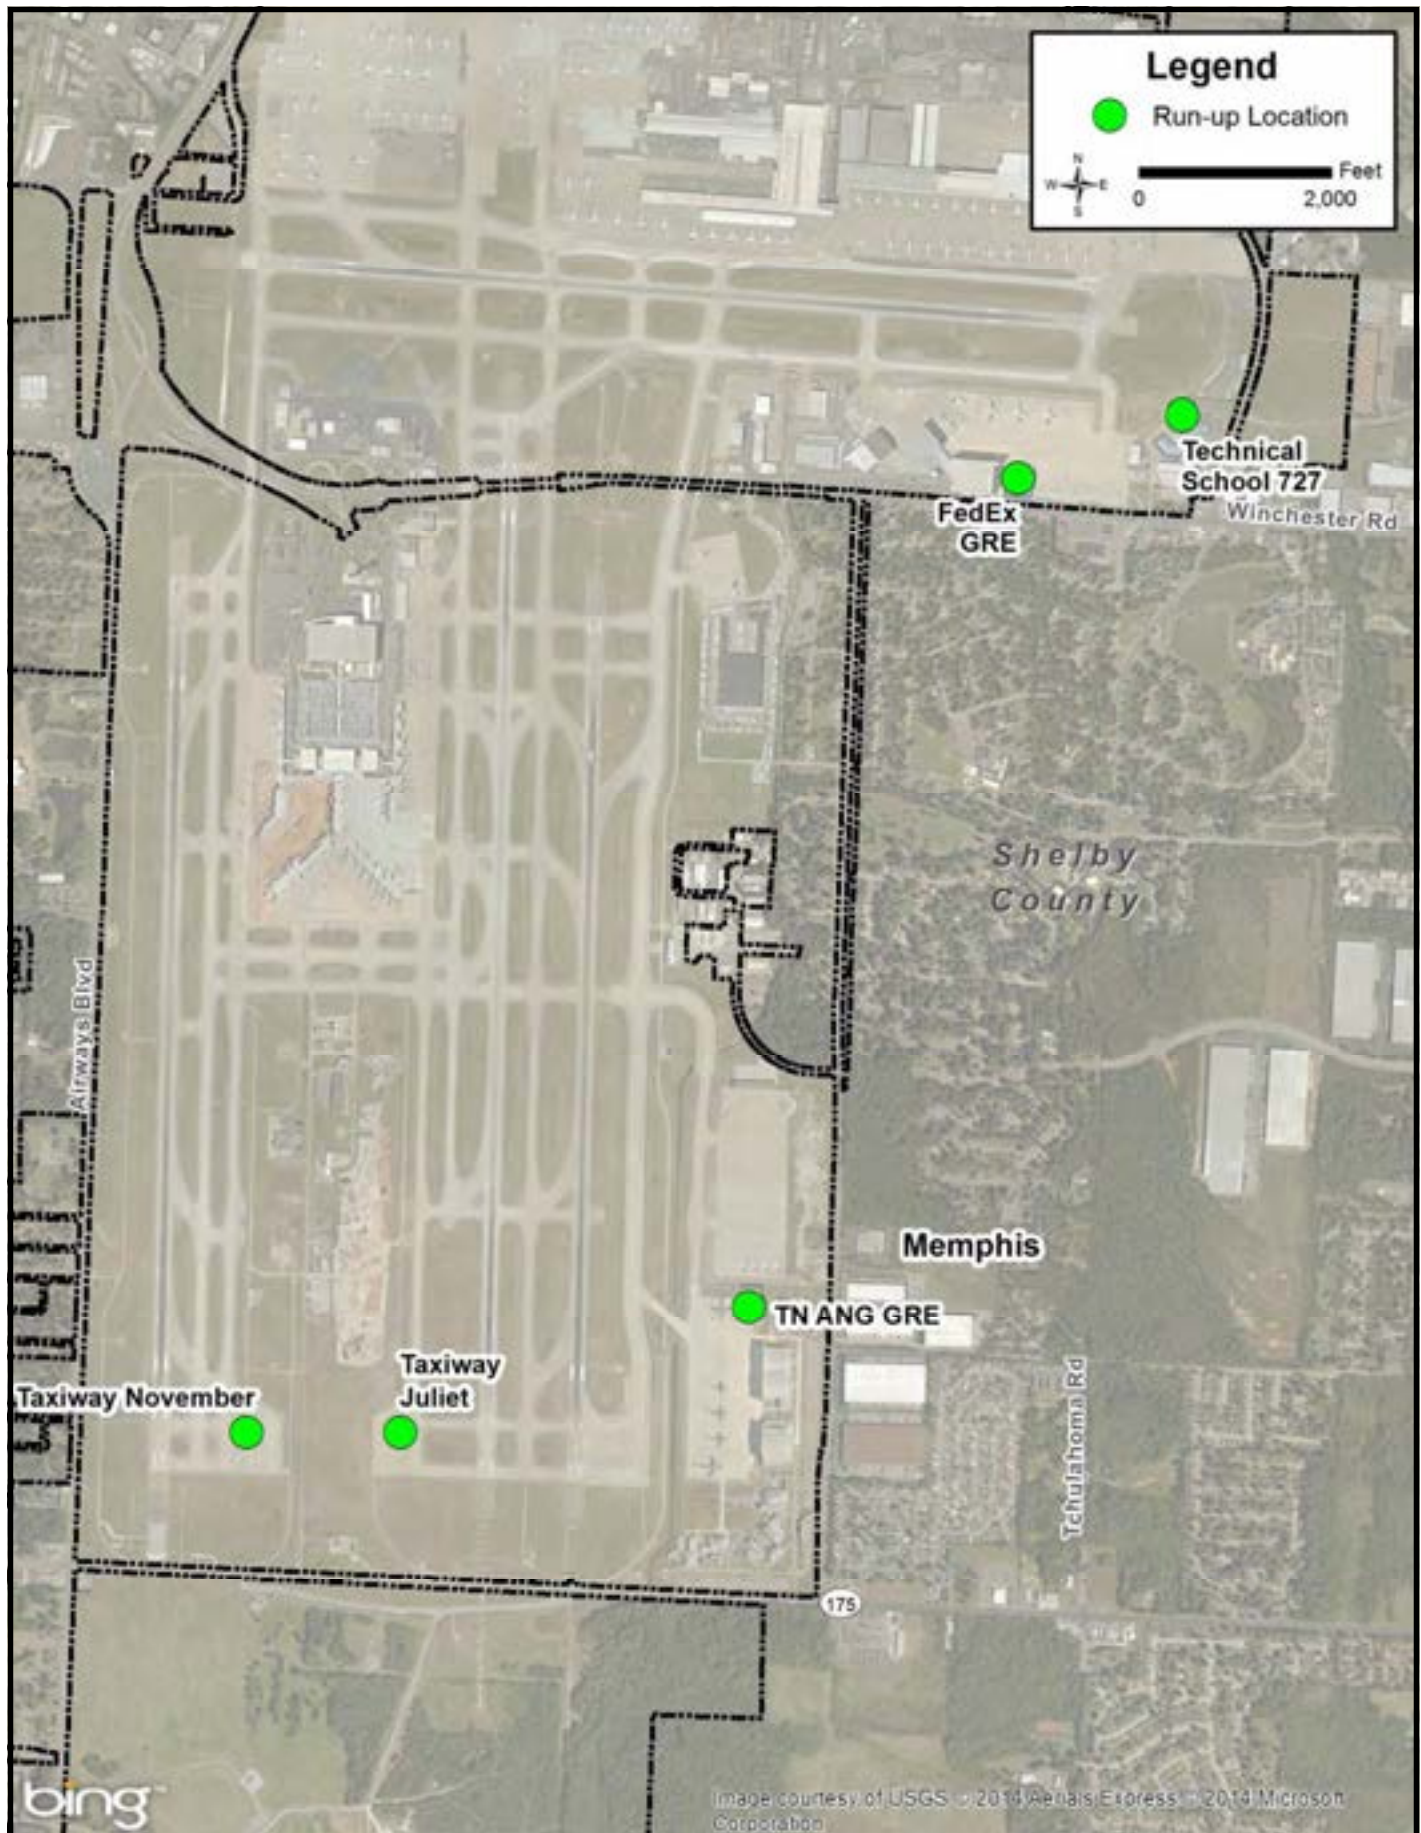 Legend
Run-up Location
N
W E
S
Feet
0 2,000
Technical
School 727
Winchester Rd
FedEx
GRE
Shelby
County
Airways Blvd
Memphis
TN ANG GRE
Taxiway
Juliet
Taxiway November
Tchulahoma Rd
175
bing
Image courtesy of USGS © 2014 Aerials Express © 2014 Microsoft
Corporation